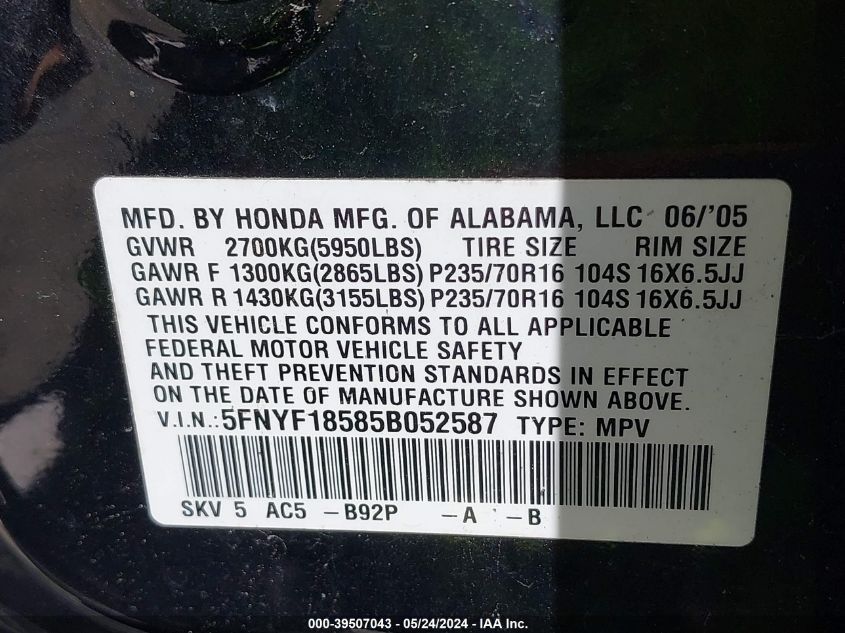 MFD. BY HONDA MFG. OF ALABAMA, LLC 06/'05
GVWR 2700KG(5950LBS) TIRE SIZE RIM SIZE
GAWR F 1300KG(2865LBS) P235/70R16 104S 16X6.5JJ
GAWR R 1430KG(3155LBS) P235/70R16 104S 16X6.5JJ
THIS VEHICLE CONFORMS TO ALL APPLICABLE
FEDERAL MOTOR VEHICLE SAFETY
AND THEFT PREVENTION STANDARDS IN EFFECT
ON THE DATE OF MANUFACTURE SHOWN ABOVE.
V.I.N.: 5FNYF18585B052587 TYPE: MPV
SKV 5 AC5 -B92P -A -B
000-39507043 - 05/24/2024 - IAA Inc.